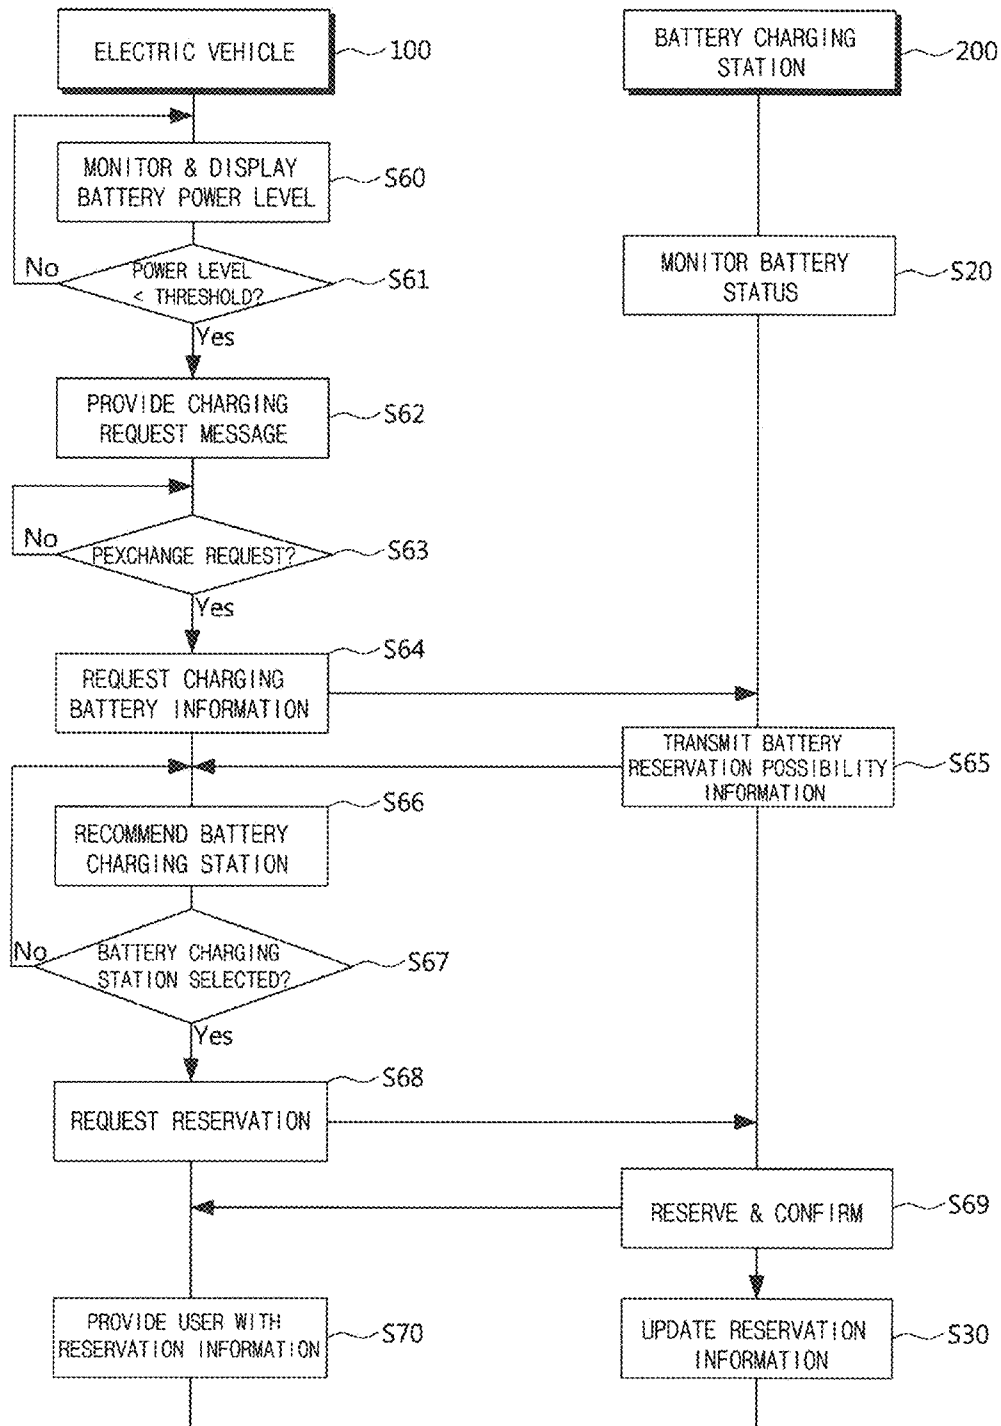 ELECTRIC VEHICLE
100
BATTERY CHARGING
STATION
200
MONITOR & DISPLAY
BATTERY POWER LEVEL
S60
No
POWER LEVEL
< THRESHOLD?
S61
MONITOR BATTERY
STATUS
S20
Yes
PROVIDE CHARGING
REQUEST MESSAGE
S62
No
PEXCHANGE REQUEST?
S63
Yes
S64
REQUEST CHARGING
BATTERY INFORMATION
TRANSMIT BATTERY
RESERVATION POSSIBILITY
INFORMATION
S65
S66
RECOMMEND BATTERY
CHARGING STATION
No
BATTERY CHARGING
STATION SELECTED?
S67
Yes
S68
REQUEST RESERVATION
RESERVE & CONFIRM
S69
PROVIDE USER WITH
RESERVATION INFORMATION
S70
UPDATE RESERVATION
INFORMATION
S30